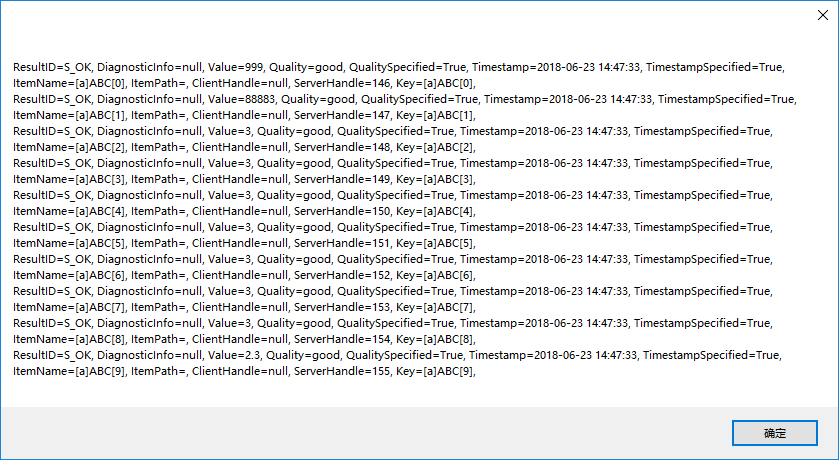 ResultID=S_OK, DiagnosticInfo=null, Value=999, Quality=good, QualitySpecified=True, Timestamp=2018-06-23 14:47:33, TimestampSpecified=True,
ItemName=[a]ABC[0], ItemPath=, ClientHandle=null, ServerHandle=146, Key=[a]ABC[0],
ResultID=S_OK, DiagnosticInfo=null, Value=88883, Quality=good, QualitySpecified=True, Timestamp=2018-06-23 14:47:33, TimestampSpecified=True,
ItemName=[a]ABC[1], ItemPath=, ClientHandle=null, ServerHandle=147, Key=[a]ABC[1],
ResultID=S_OK, DiagnosticInfo=null, Value=3, Quality=good, QualitySpecified=True, Timestamp=2018-06-23 14:47:33, TimestampSpecified=True,
ItemName=[a]ABC[2], ItemPath=, ClientHandle=null, ServerHandle=148, Key=[a]ABC[2],
ResultID=S_OK, DiagnosticInfo=null, Value=3, Quality=good, QualitySpecified=True, Timestamp=2018-06-23 14:47:33, TimestampSpecified=True,
ItemName=[a]ABC[3], ItemPath=, ClientHandle=null, ServerHandle=149, Key=[a]ABC[3],
ResultID=S_OK, DiagnosticInfo=null, Value=3, Quality=good, QualitySpecified=True, Timestamp=2018-06-23 14:47:33, TimestampSpecified=True,
ItemName=[a]ABC[4], ItemPath=, ClientHandle=null, ServerHandle=150, Key=[a]ABC[4],
ResultID=S_OK, DiagnosticInfo=null, Value=3, Quality=good, QualitySpecified=True, Timestamp=2018-06-23 14:47:33, TimestampSpecified=True,
ItemName=[a]ABC[5], ItemPath=, ClientHandle=null, ServerHandle=151, Key=[a]ABC[5],
ResultID=S_OK, DiagnosticInfo=null, Value=3, Quality=good, QualitySpecified=True, Timestamp=2018-06-23 14:47:33, TimestampSpecified=True,
ItemName=[a]ABC[6], ItemPath=, ClientHandle=null, ServerHandle=152, Key=[a]ABC[6],
ResultID=S_OK, DiagnosticInfo=null, Value=3, Quality=good, QualitySpecified=True, Timestamp=2018-06-23 14:47:33, TimestampSpecified=True,
ItemName=[a]ABC[7], ItemPath=, ClientHandle=null, ServerHandle=153, Key=[a]ABC[7],
ResultID=S_OK, DiagnosticInfo=null, Value=3, Quality=good, QualitySpecified=True, Timestamp=2018-06-23 14:47:33, TimestampSpecified=True,
ItemName=[a]ABC[8], ItemPath=, ClientHandle=null, ServerHandle=154, Key=[a]ABC[8],
ResultID=S_OK, DiagnosticInfo=null, Value=2.3, Quality=good, QualitySpecified=True, Timestamp=2018-06-23 14:47:33, TimestampSpecified=True,
ItemName=[a]ABC[9], ItemPath=, ClientHandle=null, ServerHandle=155, Key=[a]ABC[9],
确定